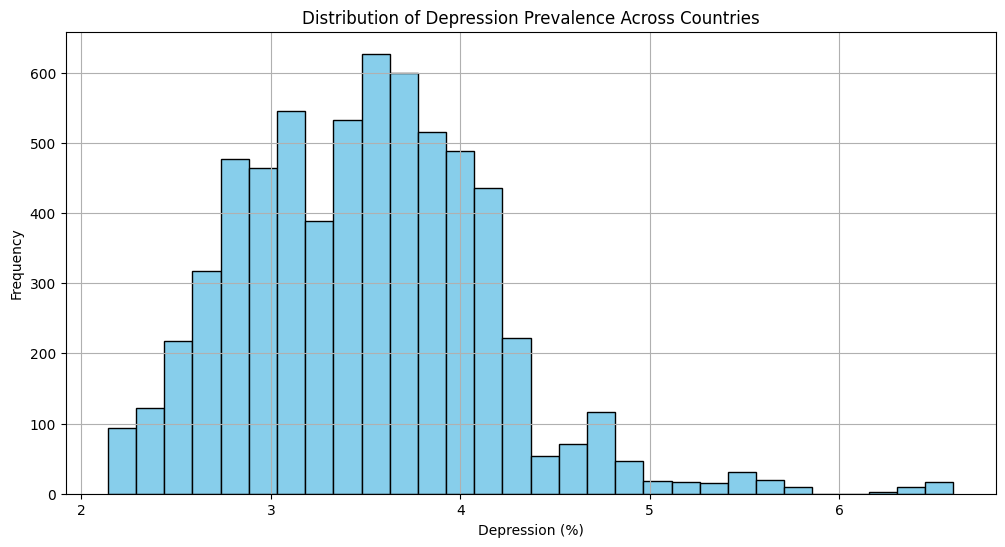 Distribution of Depression Prevalence Across Countries
Frequency
600
500
400
300
200
100
0
2 3 4 5 6
Depression (%)